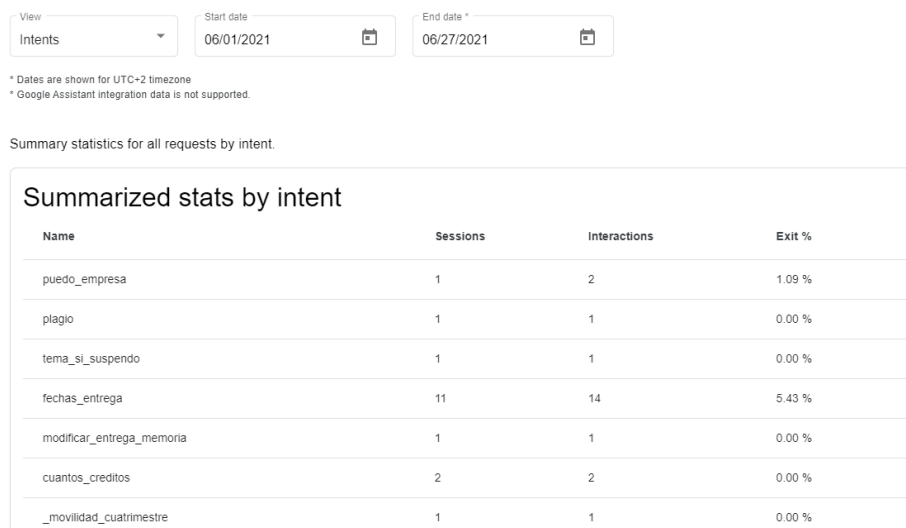 View
Intents
Start date
06/01/2021
End date *
06/27/2021
* Dates are shown for UTC+2 timezone
* Google Assistant integration data is not supported.
Summary statistics for all requests by intent.
Summarized stats by intent
Name Sessions Interactions Exit %
puedo_empresa 1 2 1.09 %
plagio 1 1 0.00 %
tema_si_suspendo 1 1 0.00 %
fechas_entrega 11 14 5.43 %
modificar_entrega_memoria 1 1 0.00 %
cuantos_creditos 2 2 0.00 %
_movilidad_cuatrimestre 1 1 0.00 %